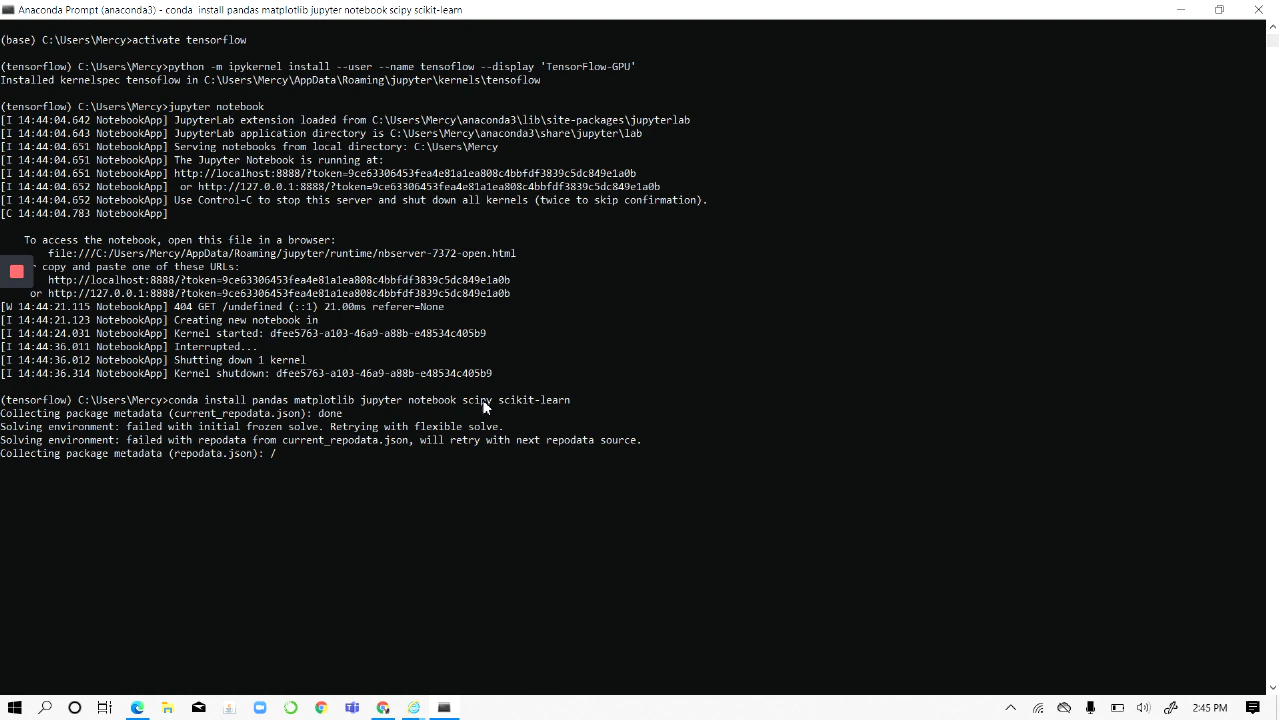 Anaconda Prompt (anaconda3) - conda  install pandas matplotlib jupyter notebook scipy scikit-learn
(base) C:\Users\Mercy>activate tensorflow
(tensorflow) C:\Users\Mercy>python -m ipykernel install --user --name tensoflow --display 'TensorFlow-GPU'
Installed kernelspec tensoflow in C:\Users\Mercy\AppData\Roaming\jupyter\kernels\tensoflow
(tensorflow) C:\Users\Mercy>jupyter notebook
[I 14:44:04.642 NotebookApp] JupyterLab extension loaded from C:\Users\Mercy\anaconda3\lib\site-packages\jupyterlab
[I 14:44:04.643 NotebookApp] JupyterLab application directory is C:\Users\Mercy\anaconda3\share\jupyter\lab
[I 14:44:04.651 NotebookApp] Serving notebooks from local directory: C:\Users\Mercy
[I 14:44:04.651 NotebookApp] The Jupyter Notebook is running at:
[I 14:44:04.651 NotebookApp] http://localhost:8888/?token=9ce63306453fea4e81a1ea808c4bbfdf3839c5dc849e1a0b
[I 14:44:04.652 NotebookApp]  or http://127.0.0.1:8888/?token=9ce63306453fea4e81a1ea808c4bbfdf3839c5dc849e1a0b
[I 14:44:04.652 NotebookApp] Use Control-C to stop this server and shut down all kernels (twice to skip confirmation).
[C 14:44:04.783 NotebookApp]
To access the notebook, open this file in a browser:
file:///C:/Users/Mercy/AppData/Roaming/jupyter/runtime/nbserver-7372-open.html
copy and paste one of these URLs:
http://localhost:8888/?token=9ce63306453fea4e81a1ea808c4bbfdf3839c5dc849e1a0b
or http://127.0.0.1:8888/?token=9ce63306453fea4e81a1ea808c4bbfdf3839c5dc849e1a0b
[W 14:44:21.115 NotebookApp] 404 GET /undefined (::1) 21.00ms referer=None
[I 14:44:21.123 NotebookApp] Creating new notebook in
[I 14:44:24.031 NotebookApp] Kernel started: dfee5763-a103-46a9-a88b-e48534c405b9
[I 14:44:36.011 NotebookApp] Interrupted...
[I 14:44:36.012 NotebookApp] Shutting down 1 kernel
[I 14:44:36.314 NotebookApp] Kernel shutdown: dfee5763-a103-46a9-a88b-e48534c405b9
(tensorflow) C:\Users\Mercy>conda install pandas matplotlib jupyter notebook scipy scikit-learn
Collecting package metadata (current_repodata.json): done
Solving environment: failed with initial frozen solve. Retrying with flexible solve.
Solving environment: failed with repodata from current_repodata.json, will retry with next repodata source.
Collecting package metadata (repodata.json): /
2:45 PM